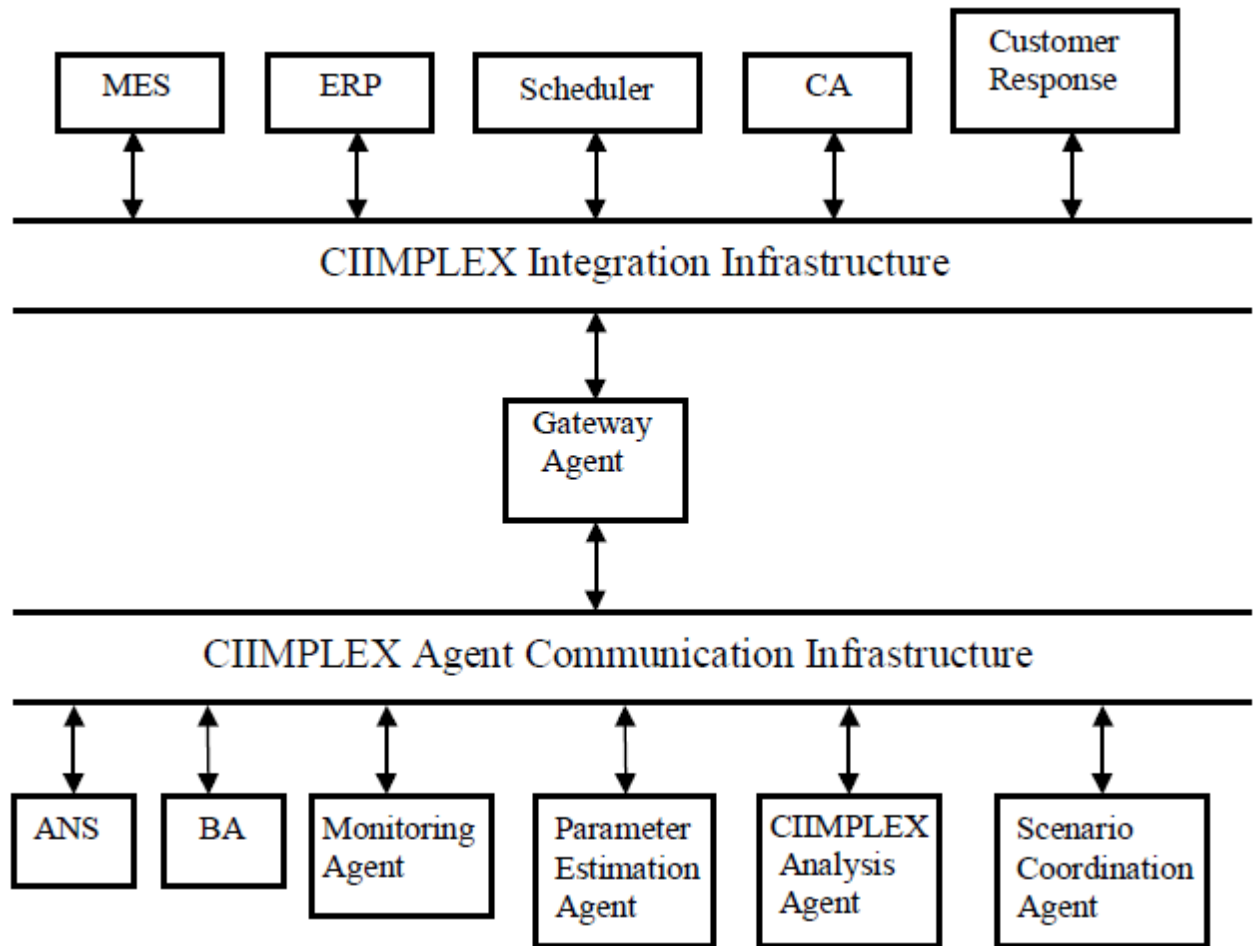 MES
ERP
Scheduler
CA
Customer
Response
CIIMPLEX Integration Infrastructure
Gateway
Agent
CIIMPLEX Agent Communication Infrastructure
ANS
BA
Monitoring
Agent
Parameter
Estimation
Agent
CIIMPLEX
Analysis
Agent
Scenario
Coordination
Agent